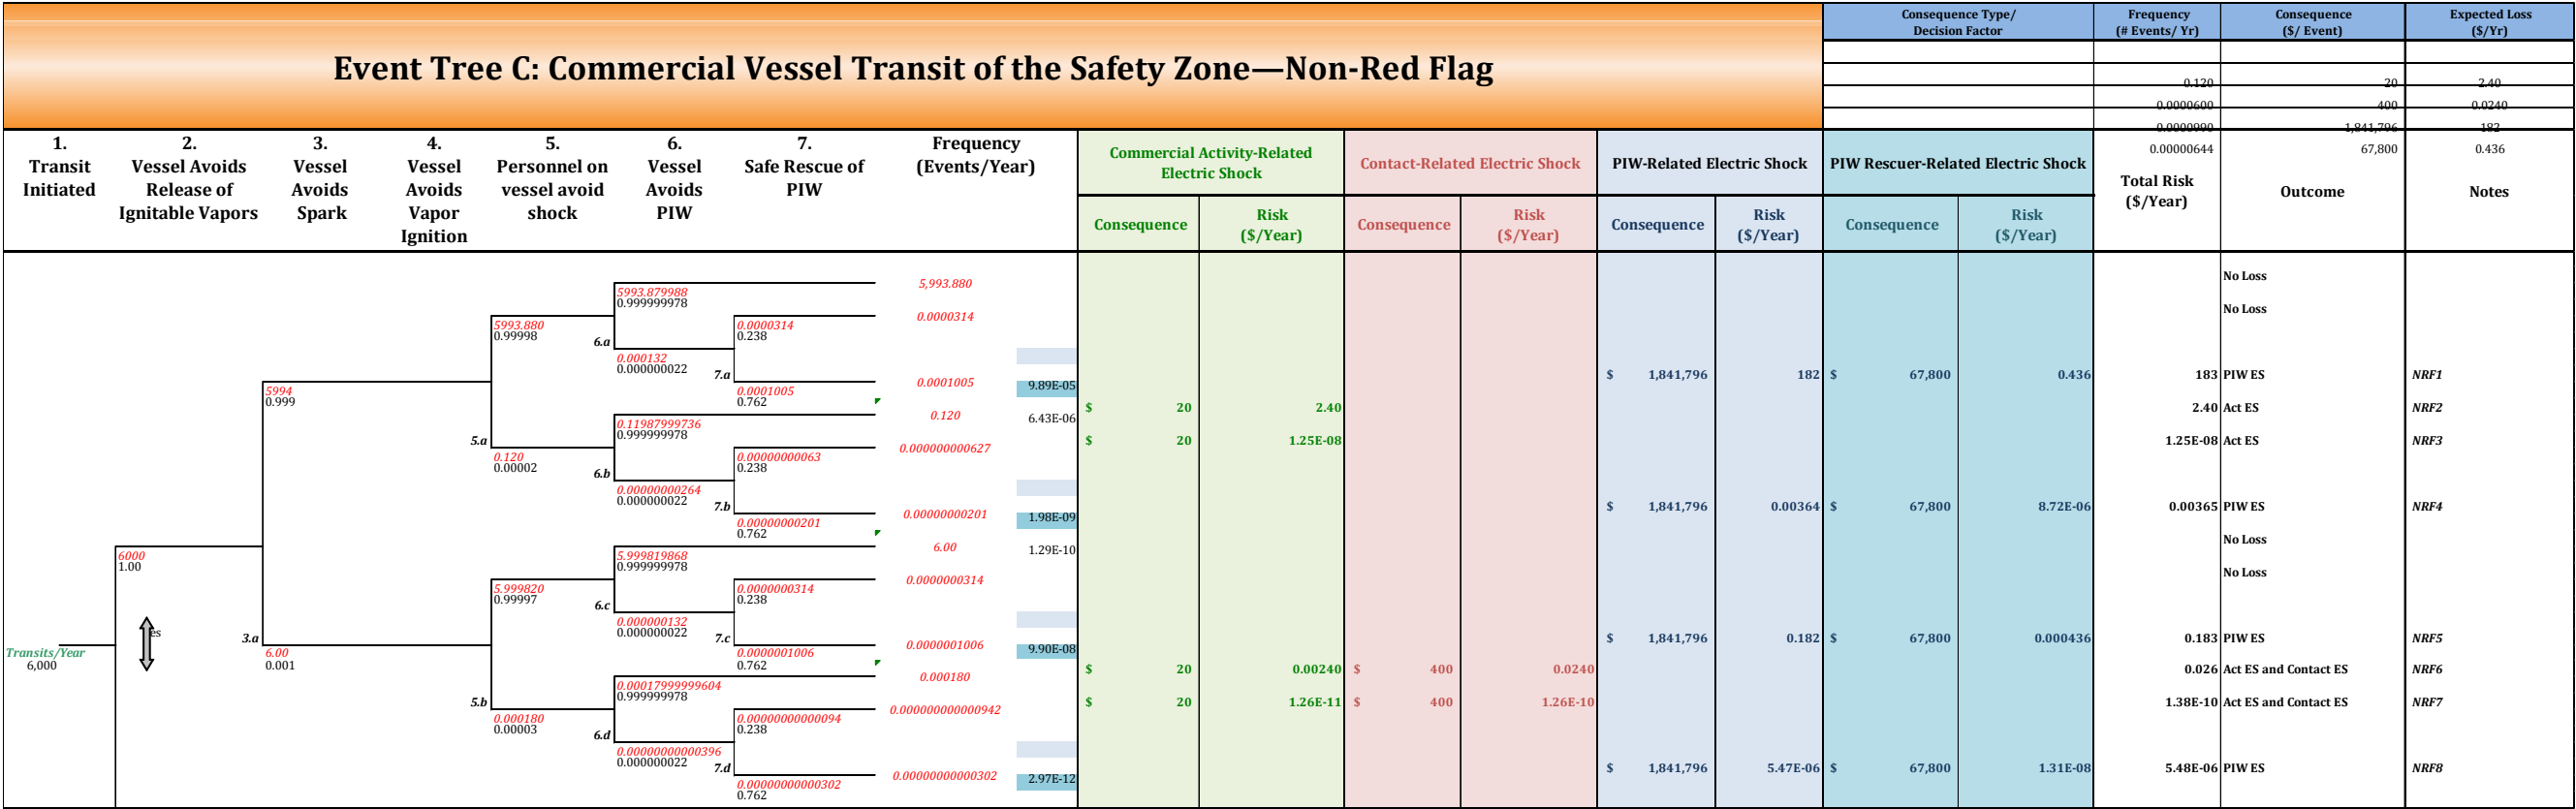 Event Tree C: Commercial Vessel Transit of the Safety Zone—Non-Red Flag
Consequence Type/
Decision Factor
Frequency
(# Events/ Yr)
Consequence
($/ Event)
Expected Loss
($/Yr)
0.120 20 2.40
0.0000600 400 0.0240
0.0000990 1,841,796 182
0.00000644 67,800 0.436
1.
Transit
Initiated
2.
Vessel Avoids
Release of
Ignitable Vapors
3.
Vessel
Avoids
Spark
4.
Vessel
Avoids
Vapor
Ignition
5.
Personnel on
vessel avoid
shock
6.
Vessel
Avoids
PIW
7.
Safe Rescue of
PIW
Frequency
(Events/Year)
Commercial Activity-Related
Electric Shock
Contact-Related Electric Shock
PIW-Related Electric Shock
PIW Rescuer-Related Electric Shock
Total Risk
($/Year)
Outcome
Notes
Consequence
Risk
($/Year)
Consequence
Risk
($/Year)
Consequence
Risk
($/Year)
Consequence
Risk
($/Year)
No Loss
5993.879988 5,993.880
0.999999978
No Loss
5993.880 0.0000314 0.0000314
0.99998 6.a 0.238
0.000132
0.000000022
7.a $ 1,841,796 182 $ 67,800 0.436 183 PIW ES NRF1
5994 0.0001005 0.0001005 9.89E-05
0.999 0.762
$ 20 2.40 2.40 Act ES NRF2
0.11987999736 0.120 6.43E-06
0.999999978
5.a $ 20 1.25E-08 1.25E-08 Act ES NRF3
0.120 0.00000000063 0.000000000627
0.00002 6.b 0.238
0.00000000264
0.000000022
7.b $ 1,841,796 0.00364 $ 67,800 8.72E-06 0.00365 PIW ES NRF4
0.00000000201 0.00000000201 1.98E-09
0.762
No Loss
6000 5.999819868 6.00 1.29E-10
1.00 0.999999978
No Loss
5.999820 0.0000000314 0.0000000314
0.99997 6.c 0.238
es
0.000000132
0.000000022
3.a 7.c $ 1,841,796 0.182 $ 67,800 0.000436 0.183 PIW ES NRF5
Transits/Year 6.00 0.0000001006 0.0000001006 9.90E-08
6,000 0.001 0.762
$ 20 0.00240 $ 400 0.0240 0.026 Act ES and Contact ES NRF6
0.00017999999604 0.000180
0.999999978
5.b $ 20 1.26E-11 $ 400 1.26E-10 1.38E-10 Act ES and Contact ES NRF7
0.000180 0.00000000000094 0.000000000000942
0.00003 6.d 0.238
0.00000000000396
0.000000022
7.d $ 1,841,796 5.47E-06 $ 67,800 1.31E-08 5.48E-06 PIW ES NRF8
0.00000000000302 0.00000000000302 2.97E-12
0.762